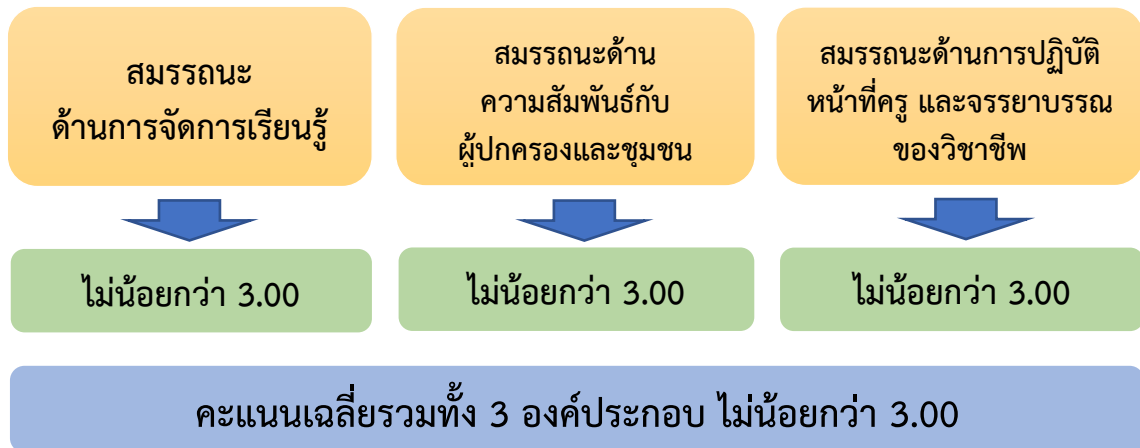 สมรรถนะ
ด้านการจัดการเรียนรู้
สมรรถนะด้าน
ความสัมพันธ์กับ
ผู้ปกครองและชุมชน
สมรรถนะด้านการปฏิบัติ
หน้าที่ครู และจรรยาบรรณ
ของวิชาชีพ
ไม่น้อยกว่า 3.00
ไม่น้อยกว่า 3.00
ไม่น้อยกว่า 3.00
คะแนนเฉลี่ยรวมทั้ง 3 องค์ประกอบ ไม่น้อยกว่า 3.00